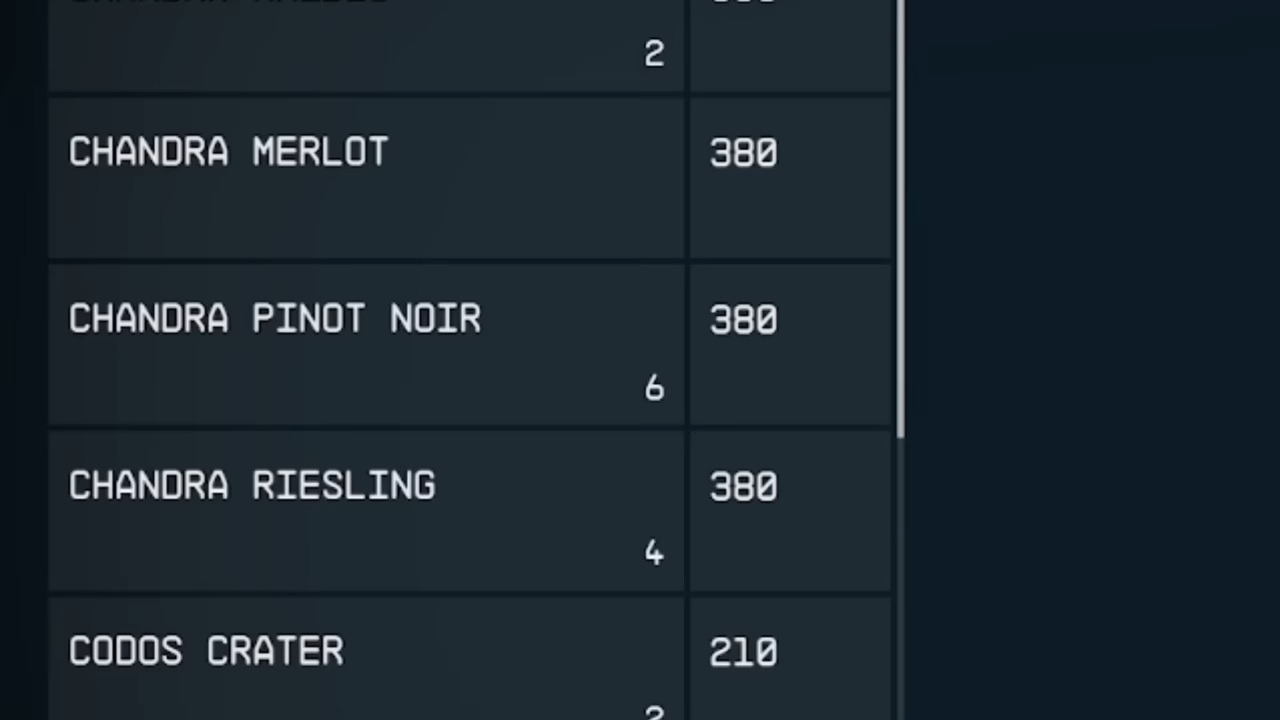 2
CHANDRA MERLOT 380
CHANDRA PINOT NOIR 380
6
CHANDRA RIESLING 380
4
CODOS CRATER 210